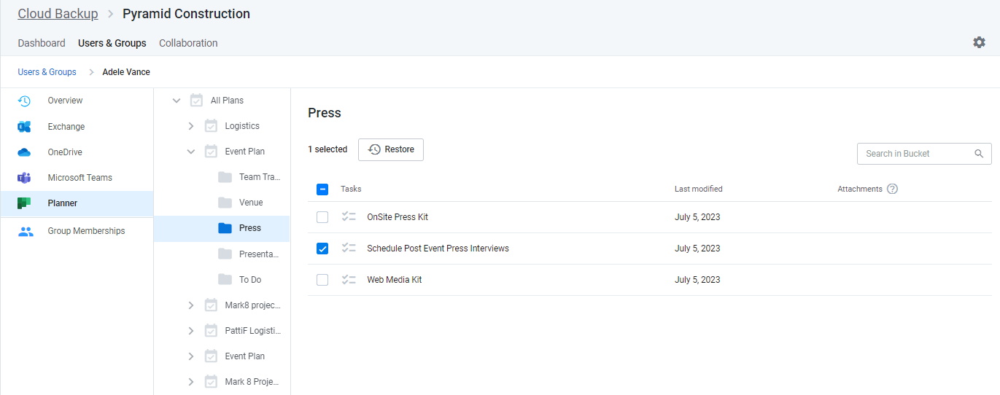 Cloud Backup > Pyramid Construction
Dashboard Users & Groups Collaboration
Users & Groups > Adele Vance
Overview
Exchange
OneDrive
Microsoft Teams
Planner
Group Memberships
All Plans
Logistics
Event Plan
Team Tra...
Venue
Press
Presenta...
To Do
Mark8 projec...
PattiF Logisti...
Event Plan
Mark 8 Proje...
Press
1 selected Restore
Search in Bucket
Tasks Last modified Attachments ?
OnSite Press Kit July 5, 2023
Schedule Post Event Press Interviews July 5, 2023
Web Media Kit July 5, 2023